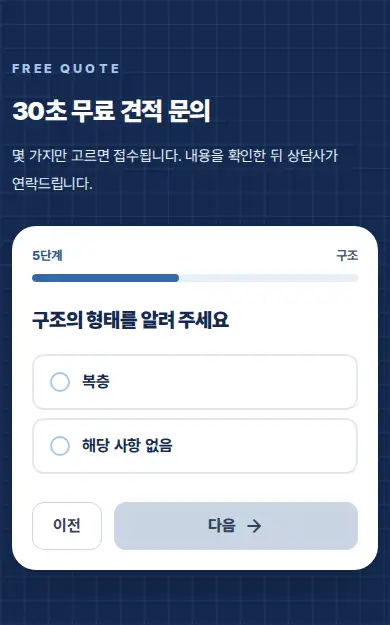 FREE QUOTE
30초 무료 견적 문의
몇 가지만 고르면 접수됩니다. 내용을 확인한 뒤 상담사가
연락드립니다.
5단계
구조
구조의 형태를 알려 주세요
복층
해당 사항 없음
이전
다음 →